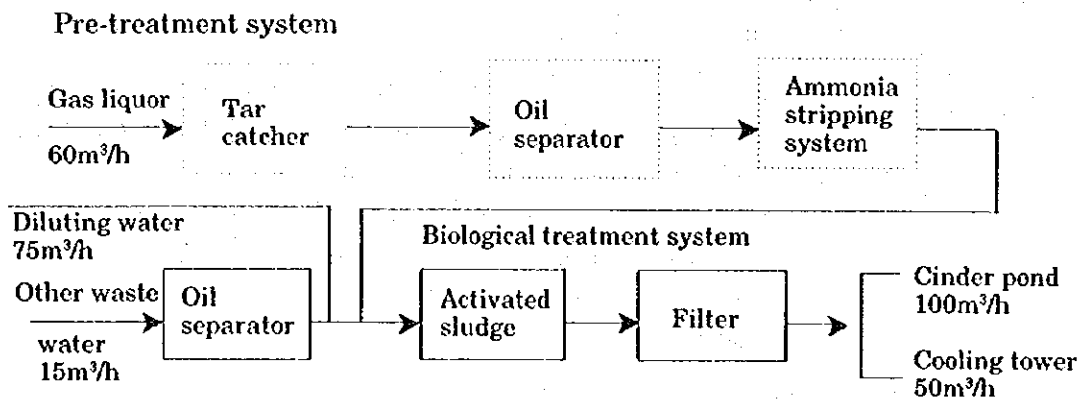 Pre-treatment system
Gas liquor
60m³/h
Tar
catcher
Oil
separator
Ammonia
stripping
system
Diluting water
75m³/h
Biological treatment system
Other waste
water
15m³/h
Oil
separator
Activated
sludge
Filter
Cinder pond
100m³/h
Cooling tower
50m³/h